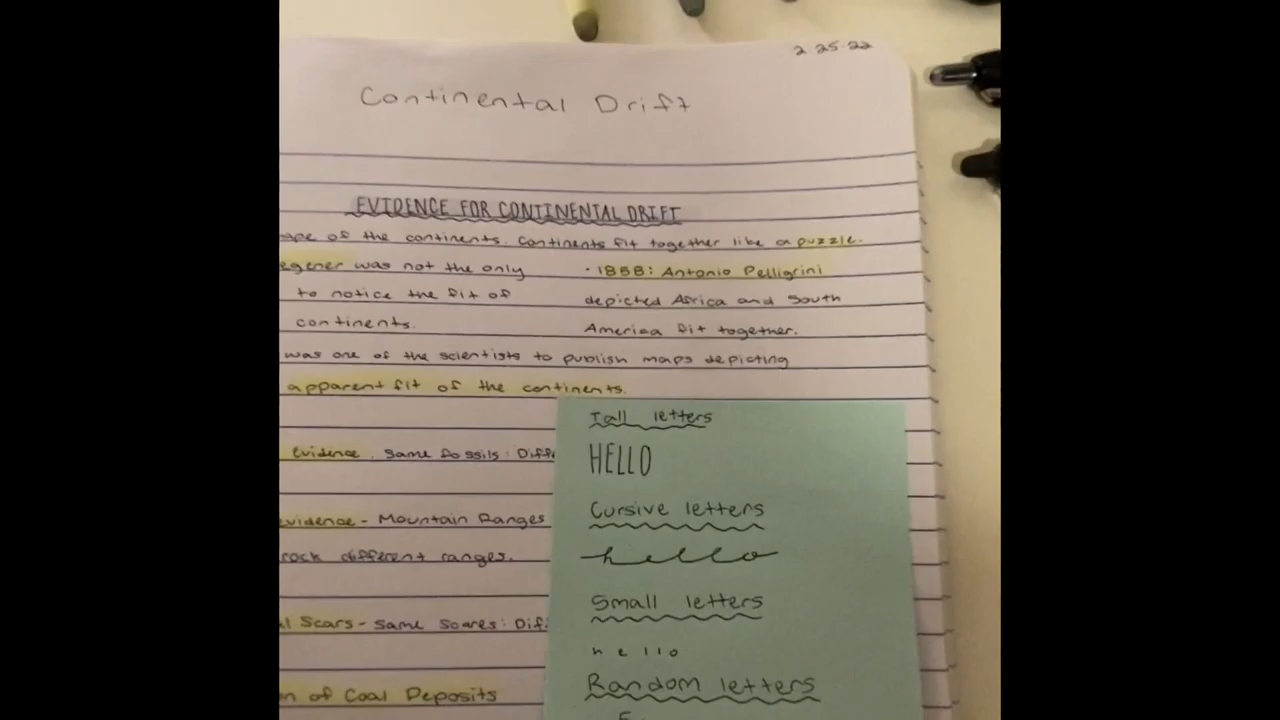 2 25·22
Continental Drift
EVIDENCE FOR CONTINENTAL DRIFT
ape of the continents. Continents fit together like a puzzle.
egener was not the only
to notice the fit of
continents.
· 1858: Antonio Pelligrini
depicted Africa and South
America fit together.
was one of the scientists to publish maps depicting
apparent fit of the continents.
evidence. Same fossils: Diff
evidence - Mountain Ranges
rock different ranges.
l Scars - Same Scares: Dif
n of Coal Deposits
Tall letters
HELLO
Cursive letters
hello
Small letters
hello
Random letters